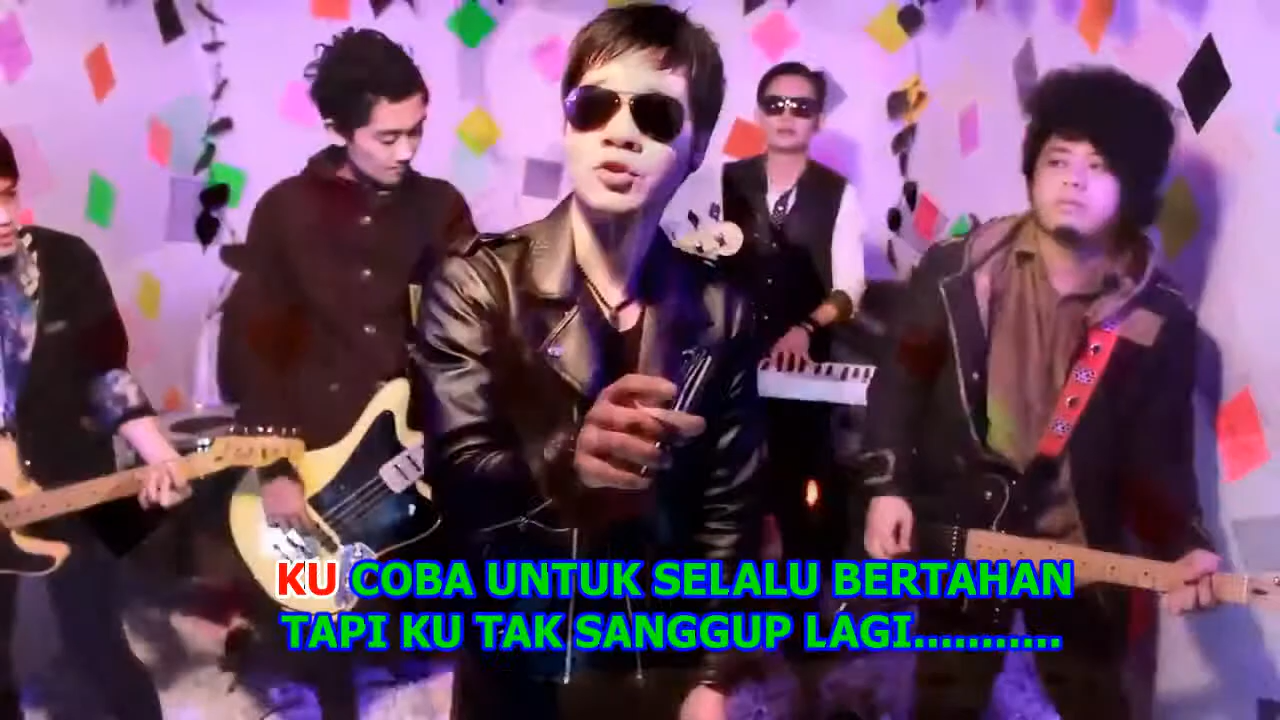 KU COBA UNTUK SELALU BERTAHAN
TAPI KU TAK SANGGUP LAGI...........